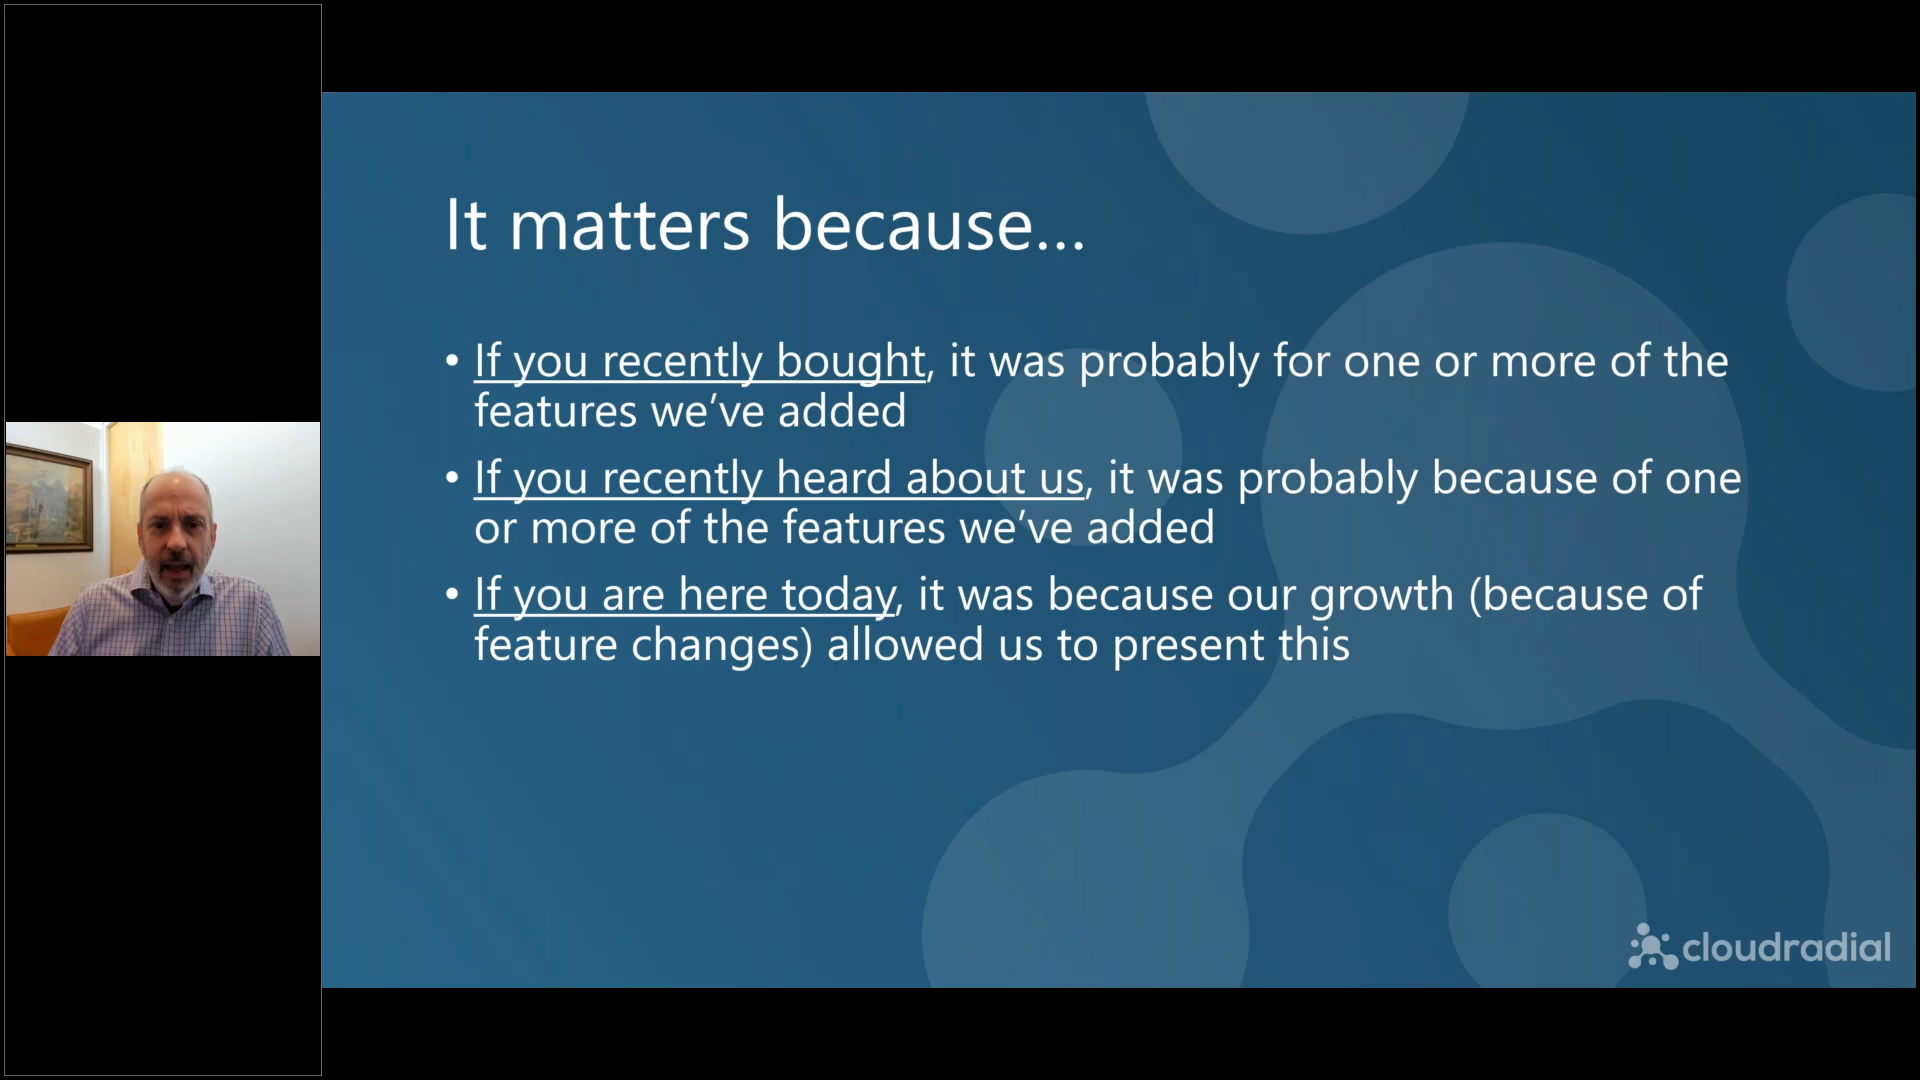 It matters because...
• If you recently bought, it was probably for one or more of the
features we’ve added
• If you recently heard about us, it was probably because of one
or more of the features we’ve added
• If you are here today, it was because our growth (because of
feature changes) allowed us to present this
cloudradial